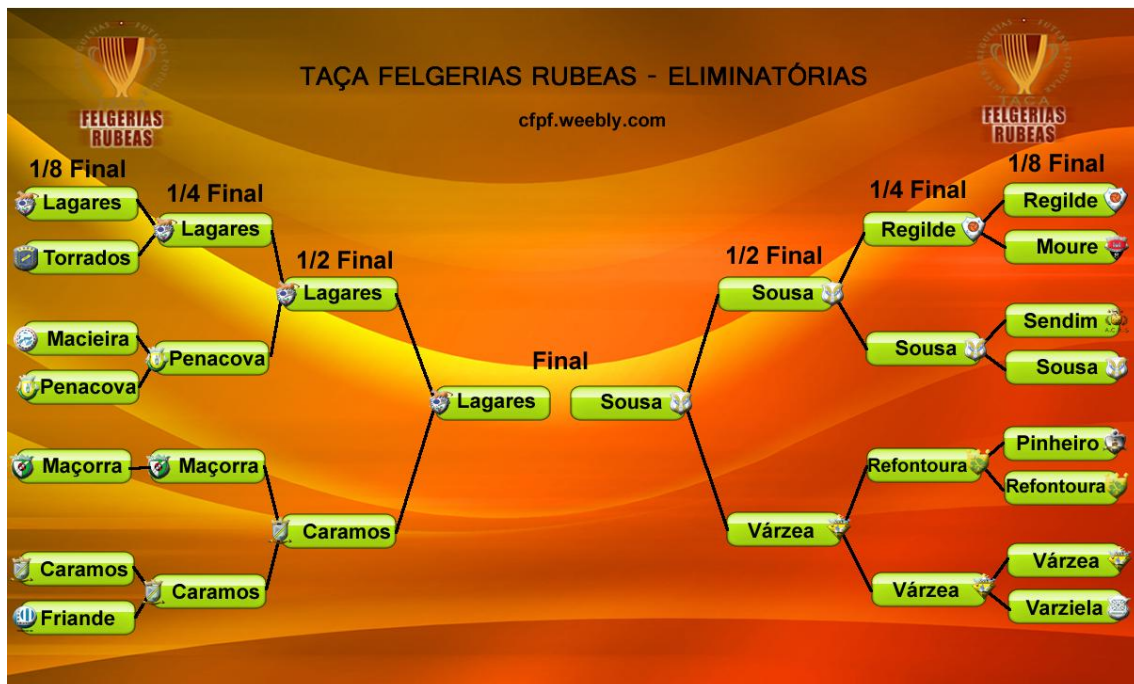 TAÇA FELGERIAS RUBEAS - ELIMINATÓRIAS
cfpf.weebly.com
TAÇA
FELGERIAS
RUBEAS
TAÇA
FELGERIAS
RUBEAS
1/8 Final
1/4 Final
1/2 Final
Final
1/2 Final
1/4 Final
1/8 Final
Lagares
Torrados
Macieira
Penacova
Maçorra
Caramos
Friande
Lagares
Penacova
Maçorra
Caramos
Lagares
Caramos
Lagares
Sousa
Sousa
Várzea
Regilde
Sousa
Refontoura
Várzea
Regilde
Moure
Sendim
Sousa
Pinheiro
Refontoura
Várzea
Varziela